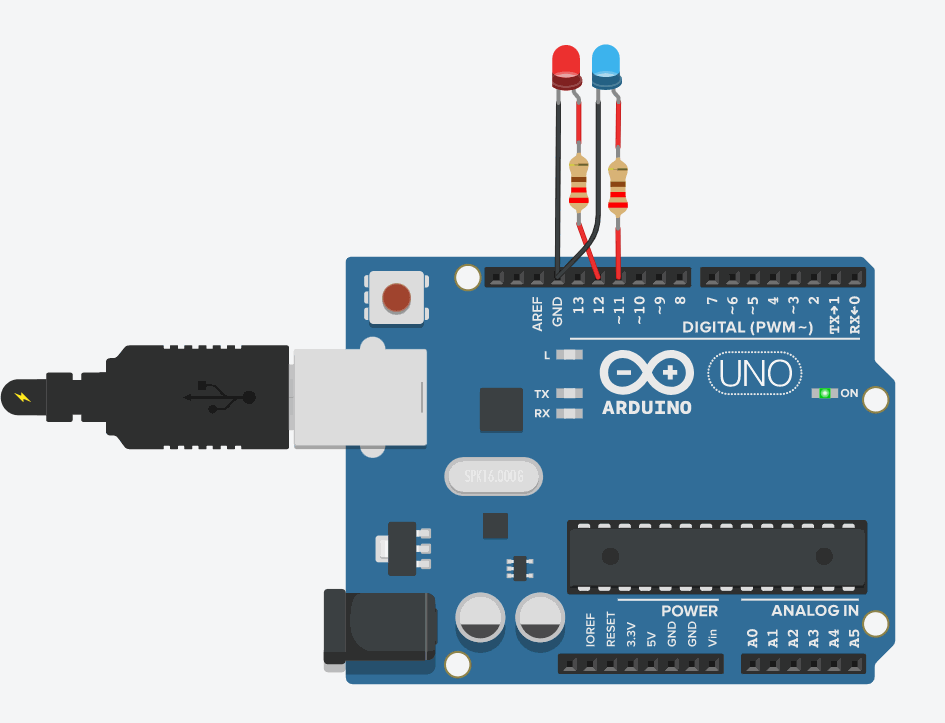 AREF
GND
13
12
~11
~10
~9
8
7
~6
~5
4
~3
2
TX→1
RX←0
DIGITAL (PWM~)
L
TX
RX
UNO
ON
ARDUINO
SPK16.000G
POWER
ANALOG IN
IOREF
RESET
3.3V
5V
GND
GND
Vin
A0
A1
A2
A3
A4
A5